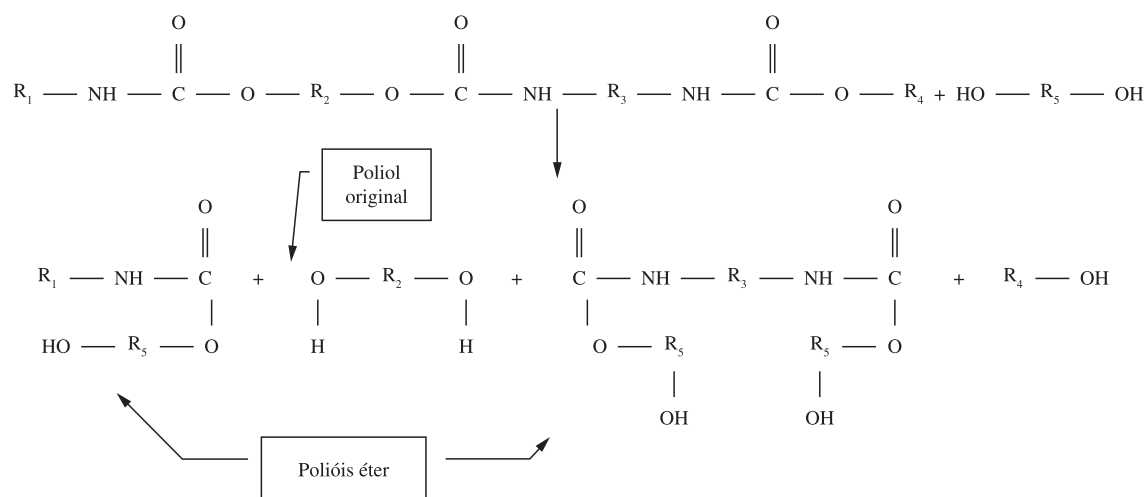 O O O
R₁ NH C O R₂ O C NH R₃ NH C O R₄ + HO R₅ OH
Poliol
original
O O O
R₁ NH C + O R₂ O + C NH R₃ NH C + R₄ OH
HO R₅ O H H O R₅ R₅ O
OH OH
Polióis éter